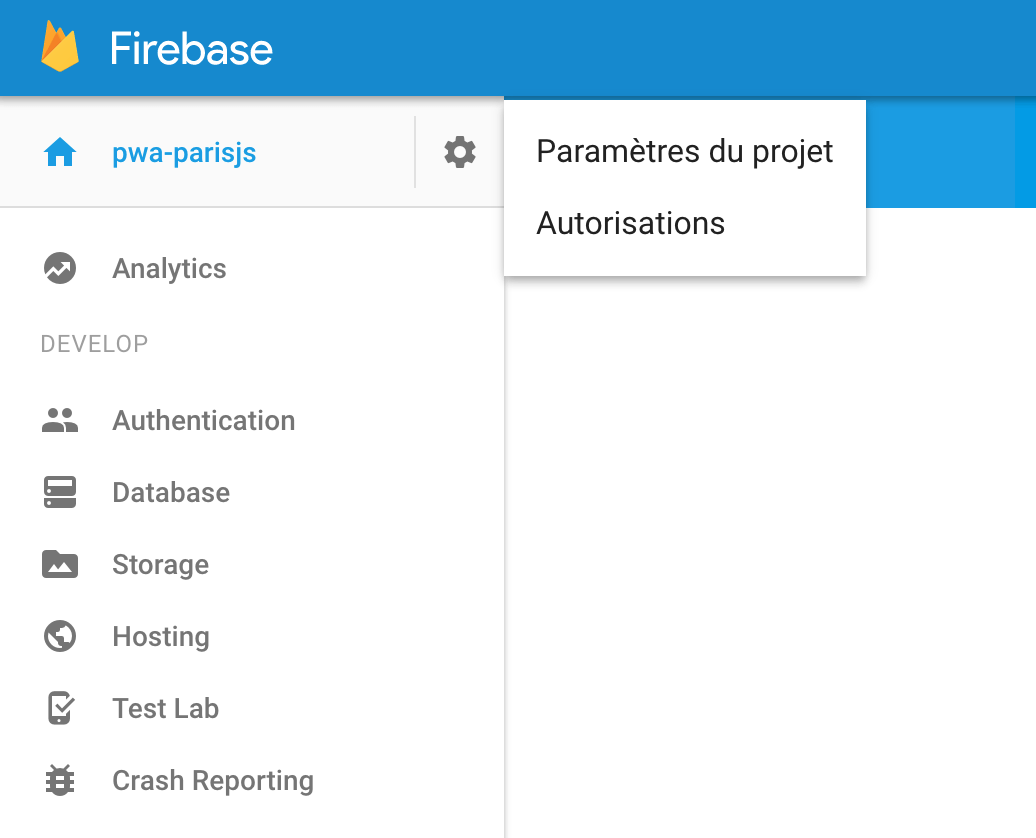 Firebase
pwa-parisjs
Paramètres du projet
Autorisations
Analytics
DEVELOP
Authentication
Database
Storage
Hosting
Test Lab
Crash Reporting